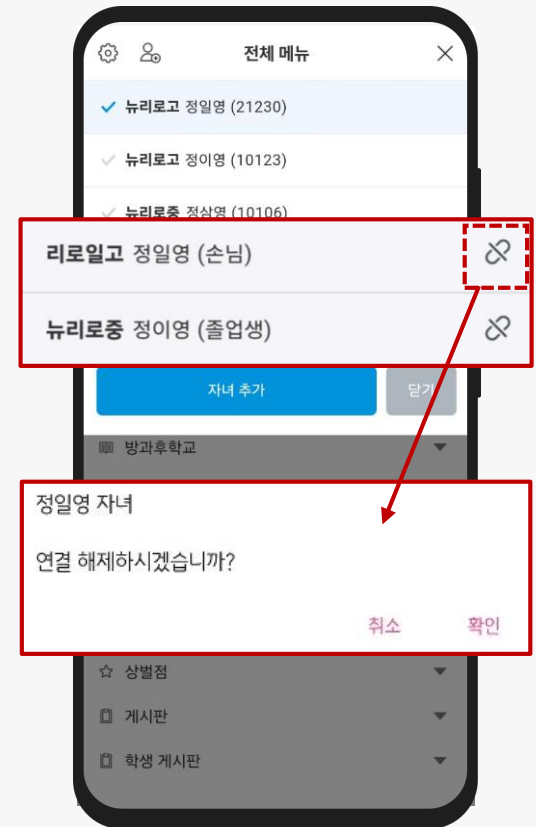 전체 메뉴
뉴리로고 정일영 (21230)
뉴리로고 정이영 (10123)
뉴리로중 정삼영 (10106)
리로일고 정일영 (손님)
뉴리로중 정이영 (졸업생)
자녀 추가 닫기
방과후학교
정일영 자녀
연결 해제하시겠습니까?
취소 확인
상벌점
게시판
학생 게시판